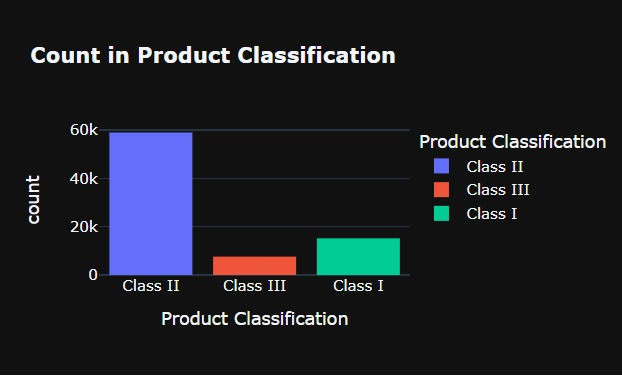 Count in Product Classification
60k
40k
20k
0
count
Class II
Class III
Class I
Product Classification
Product Classification
Class II
Class III
Class I